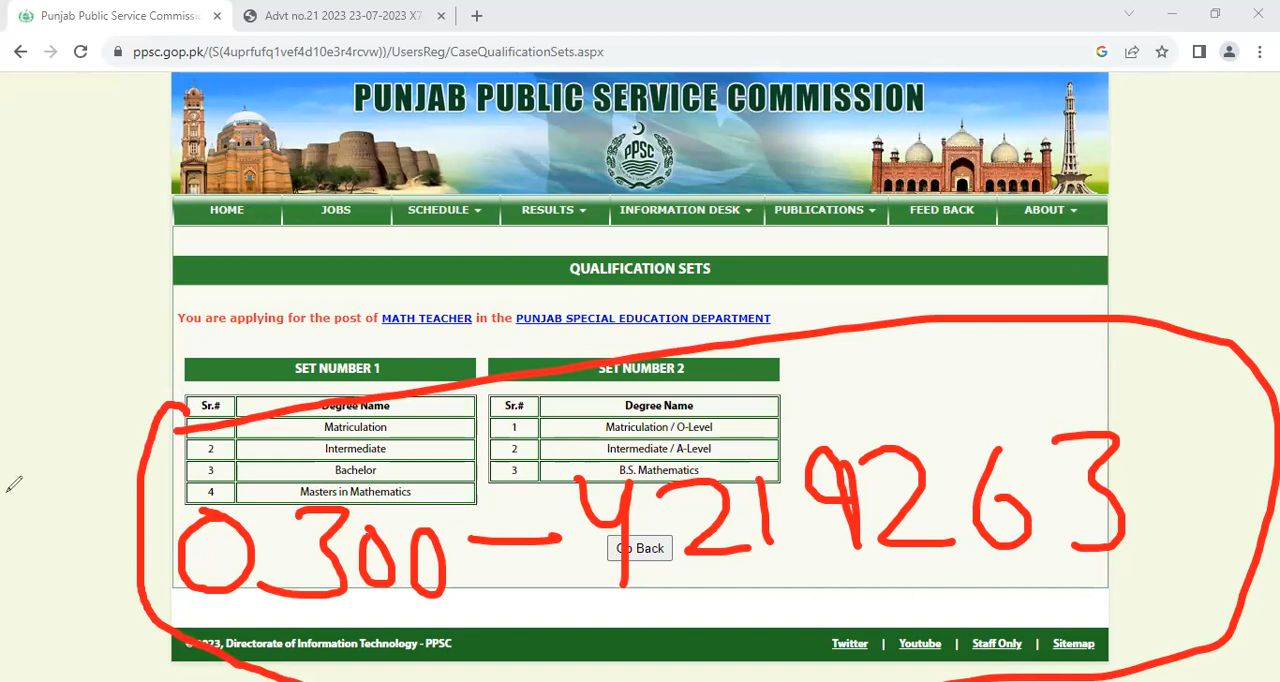 Punjab Public Service Commissi
Advt no.21 2023 23-07-2023 X7
ppsc.gop.pk/(S(4uprfufq1vef4d10e3r4rcvw))/UsersReg/CaseQualificationSets.aspx
PUNJAB PUBLIC SERVICE COMMISSION
PPSC
HOME JOBS SCHEDULE RESULTS INFORMATION DESK PUBLICATIONS FEED BACK ABOUT
QUALIFICATION SETS
You are applying for the post of MATH TEACHER in the PUNJAB SPECIAL EDUCATION DEPARTMENT
SET NUMBER 1
Sr.# Degree Name
1 Matriculation
2 Intermediate
3 Bachelor
4 Masters in Mathematics
SET NUMBER 2
Sr.# Degree Name
1 Matriculation / O-Level
2 Intermediate / A-Level
3 B.S. Mathematics
0300-4219263
Go Back
©2023, Directorate of Information Technology - PPSC
Twitter | Youtube | Staff Only | Sitemap